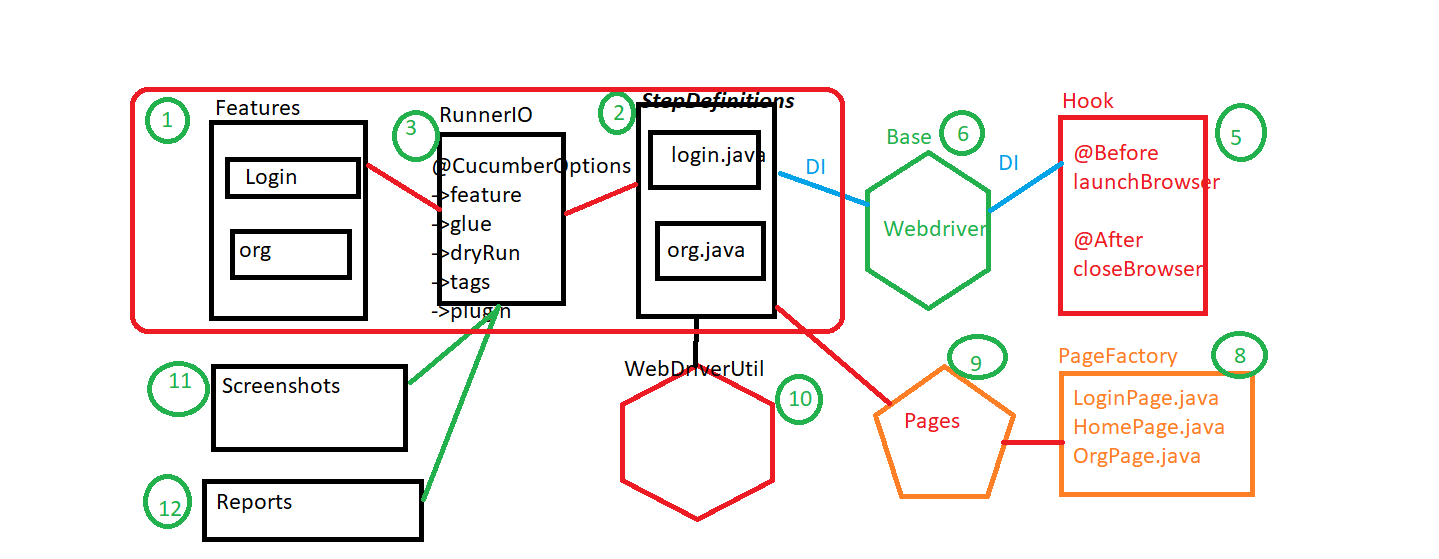 1
Features
Login
org
3
RunnerIO
@CucumberOptions
->feature
->glue
->dryRun
->tags
->plugin
2
StepDefinitions
login.java
org.java
DI
Base
6
Webdriver
DI
Hook
5
@Before
launchBrowser
@After
closeBrowser
11
Screenshots
12
Reports
WebDriverUtil
10
9
Pages
PageFactory
8
LoginPage.java
HomePage.java
OrgPage.java